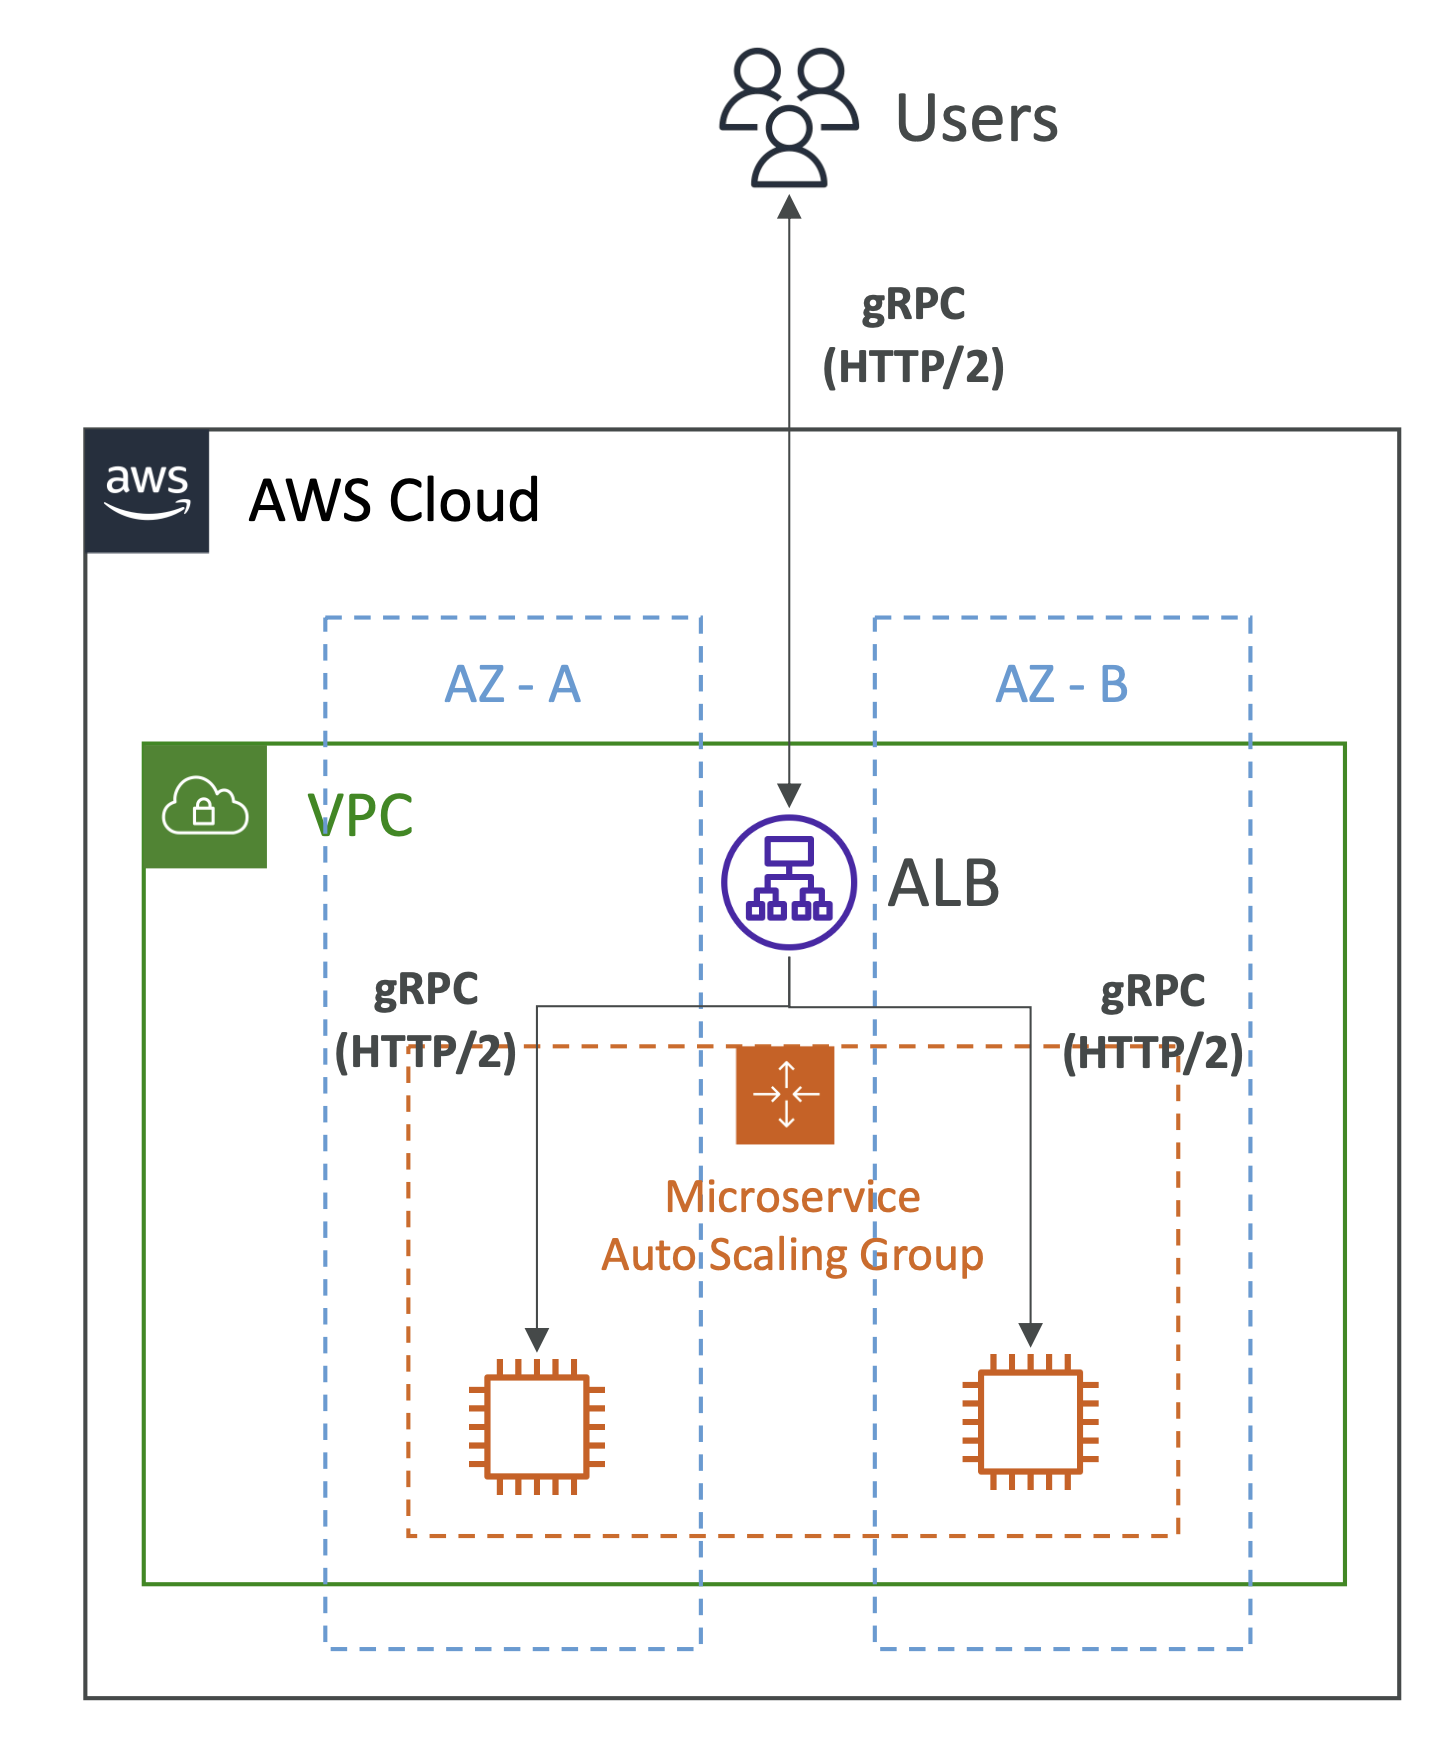 Users
gRPC
(HTTP/2)
aws
AWS Cloud
AZ - A
AZ - B
VPC
ALB
gRPC
(HTTP/2)
gRPC
(HTTP/2)
Microservice
Auto Scaling Group